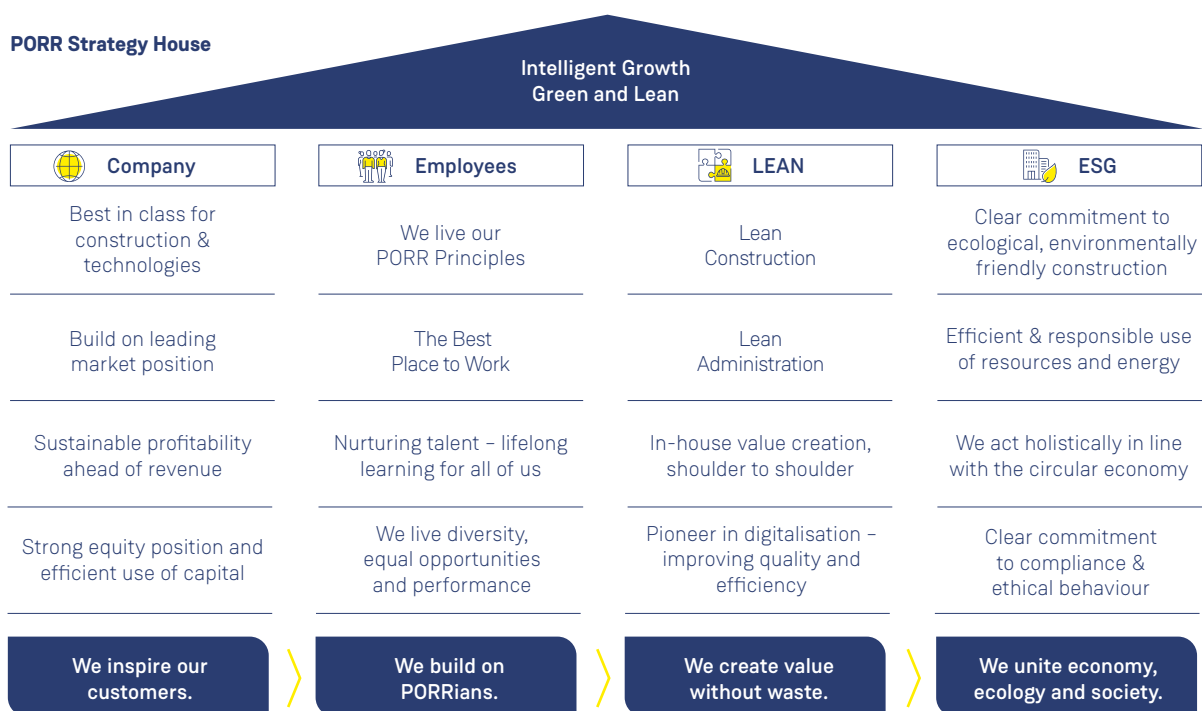 PORR Strategy House
Intelligent Growth
Green and Lean
Company
Best in class for
construction &
technologies
Build on leading
market position
Sustainable profitability
ahead of revenue
Strong equity position and
efficient use of capital
We inspire our
customers.
Employees
We live our
PORR Principles
The Best
Place to Work
Nurturing talent – lifelong
learning for all of us
We live diversity,
equal opportunities
and performance
We build on
PORRians.
LEAN
Lean
Construction
Lean
Administration
In-house value creation,
shoulder to shoulder
Pioneer in digitalisation –
improving quality and
efficiency
We create value
without waste.
ESG
Clear commitment to
ecological, environmentally
friendly construction
Efficient & responsible use
of resources and energy
We act holistically in line
with the circular economy
Clear commitment
to compliance &
ethical behaviour
We unite economy,
ecology and society.